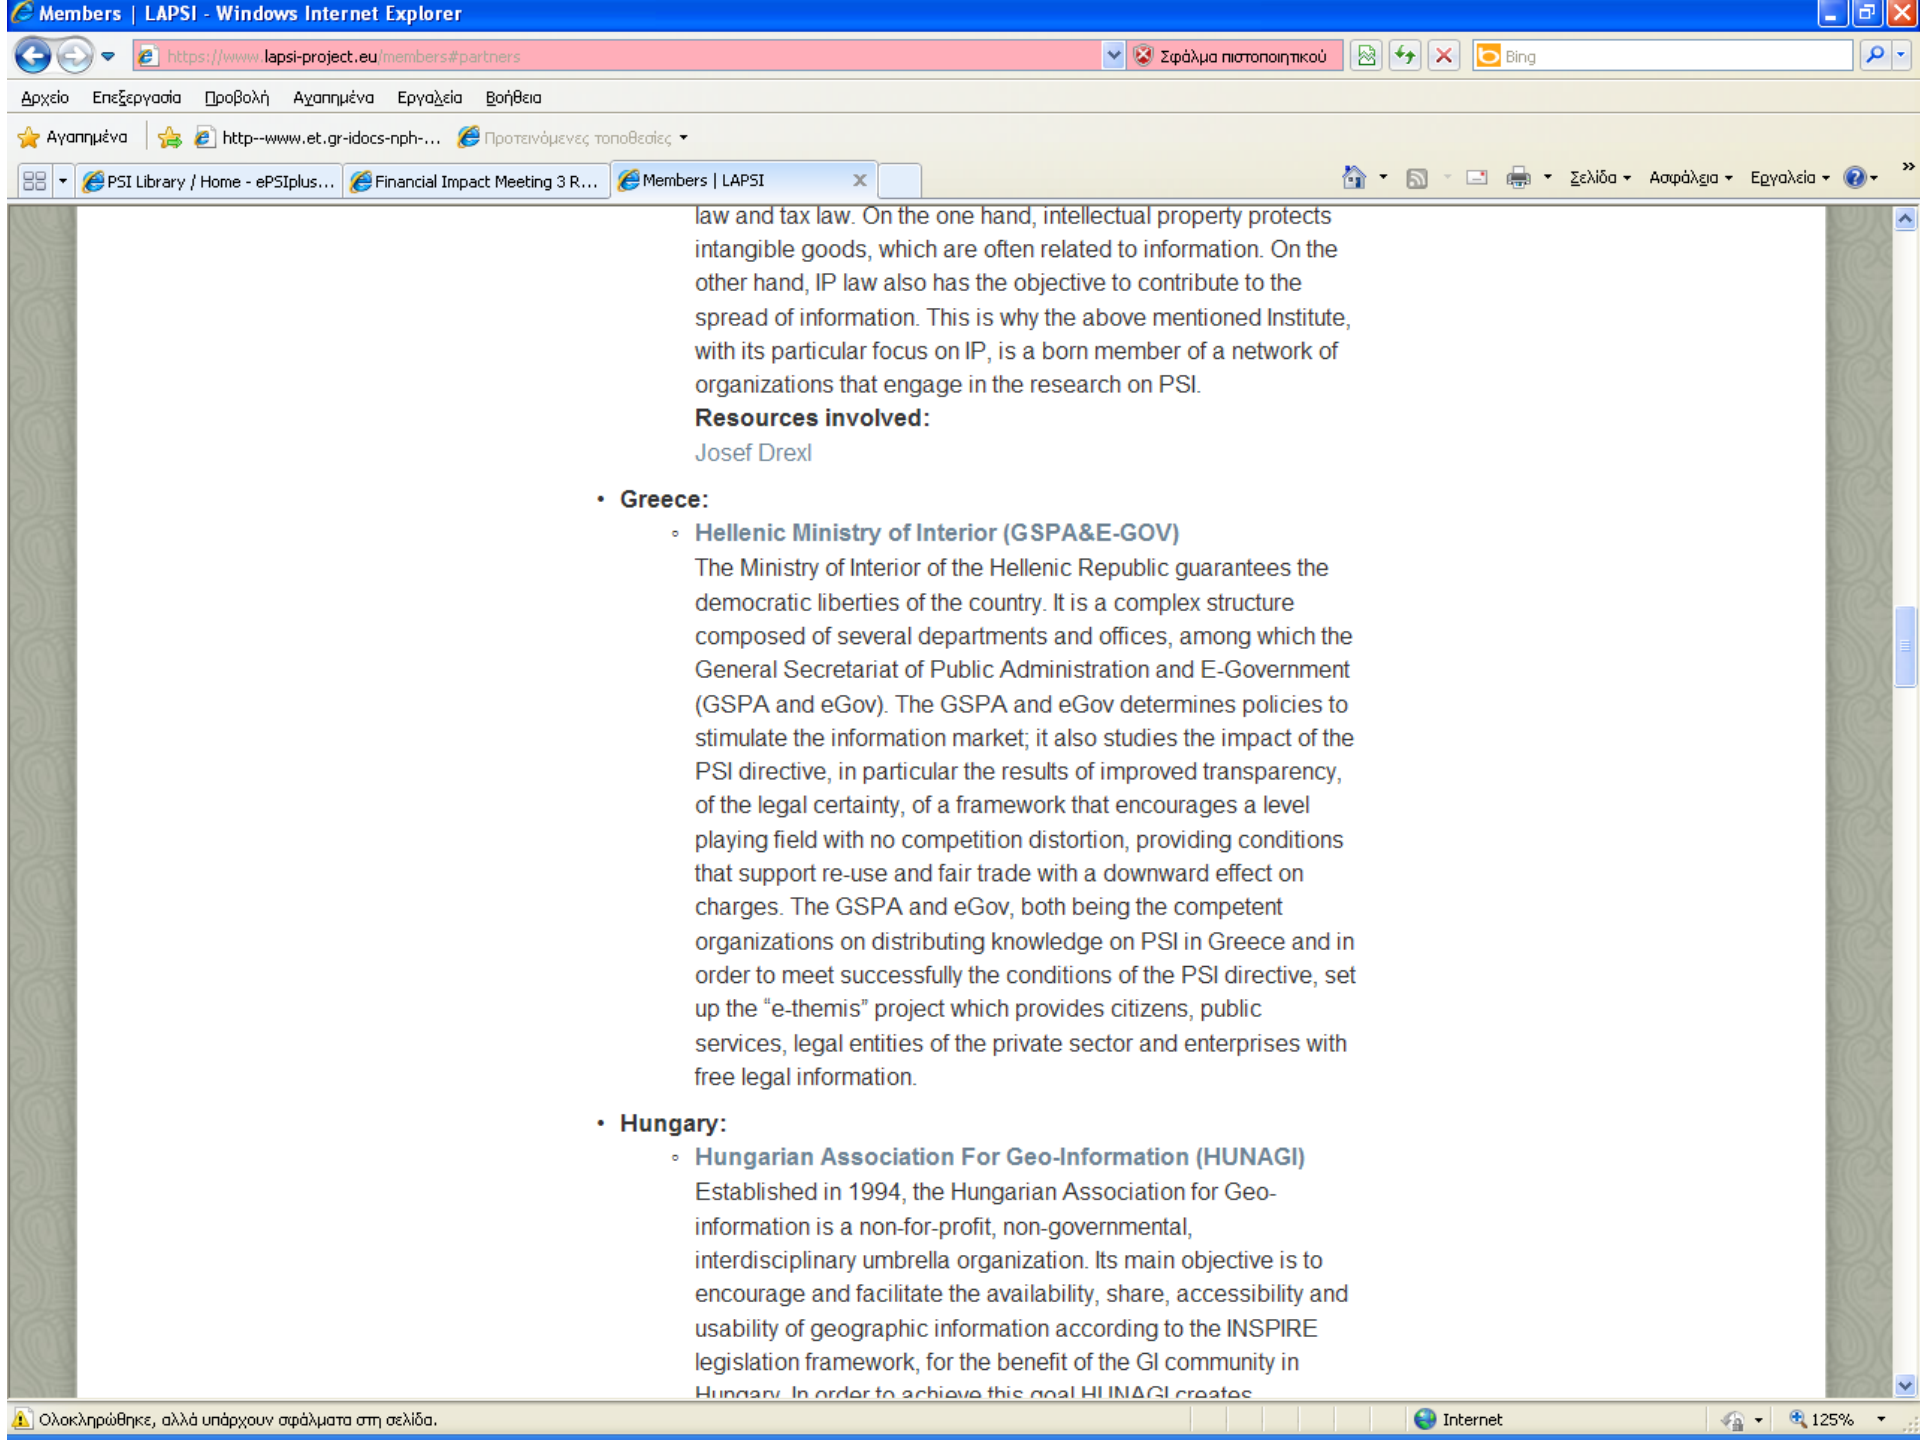 Members | LAPSI - Windows Internet Explorer
https://www.lapsi-project.eu/members#partners
Σφάλμα πιστοποιητικού
Bing
Αρχείο Επεξεργασία Προβολή Αγαπημένα Εργαλεία Βοήθεια
Αγαπημένα http--www.et.gr-idocs-nph-... Προτεινόμενες τοποθεσίες
PSI Library / Home - ePSIplus... Financial Impact Meeting 3 R... Members | LAPSI X Σελίδα Ασφάλεια Εργαλεία »
law and tax law. On the one hand, intellectual property protects
intangible goods, which are often related to information. On the
other hand, IP law also has the objective to contribute to the
spread of information. This is why the above mentioned Institute,
with its particular focus on IP, is a born member of a network of
organizations that engage in the research on PSI.
Resources involved:
Josef Drexl
• Greece:
◦ Hellenic Ministry of Interior (GSPA&E-GOV)
The Ministry of Interior of the Hellenic Republic guarantees the
democratic liberties of the country. It is a complex structure
composed of several departments and offices, among which the
General Secretariat of Public Administration and E-Government
(GSPA and eGov). The GSPA and eGov determines policies to
stimulate the information market; it also studies the impact of the
PSI directive, in particular the results of improved transparency,
of the legal certainty, of a framework that encourages a level
playing field with no competition distortion, providing conditions
that support re-use and fair trade with a downward effect on
charges. The GSPA and eGov, both being the competent
organizations on distributing knowledge on PSI in Greece and in
order to meet successfully the conditions of the PSI directive, set
up the “e-themis” project which provides citizens, public
services, legal entities of the private sector and enterprises with
free legal information.
• Hungary:
◦ Hungarian Association For Geo-Information (HUNAGI)
Established in 1994, the Hungarian Association for Geo-
information is a non-for-profit, non-governmental,
interdisciplinary umbrella organization. Its main objective is to
encourage and facilitate the availability, share, accessibility and
usability of geographic information according to the INSPIRE
legislation framework, for the benefit of the GI community in
Hungary. In order to achieve this goal HUNAGI creates
Ολοκληρώθηκε, αλλά υπάρχουν σφάλματα στη σελίδα. Internet 125%